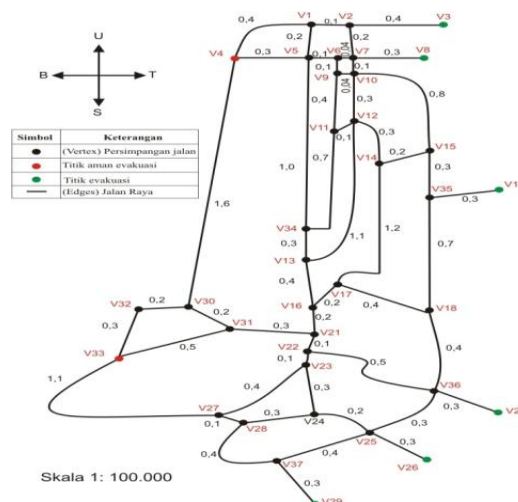 0,4
V1
0,1
V2
0,4
V3
U
0,2
0,2
V4
0,3
V5
V6
0,04
V7
0,3
V8
B
T
0,1
0,1
V9
0,04
V10
S
0,4
0,3
0,8
V12
V11
0,1
0,3
Simbol Keterangan
(Vertex) Persimpangan jalan
Titik aman evakuasi
Titik evakuasi
(Edges) Jalan Raya
0,7
V14
0,2
V15
0,3
1,0
V35
0,3
V1
1,6
V34
0,3
1,1
1,2
0,7
V13
0,4
V17
V32
0,2
V30
V16
0,2
0,4
V18
0,3
0,2
V31
0,3
V21
V33
0,5
V22
0,1
0,1
V23
0,5
0,4
V36
1,1
0,4
0,3
0,3
V27
0,1
V28
0,3
V24
0,2
0,3
V2
V25
0,3
V26
0,4
V37
0,4
0,3
Skala 1: 100.000
V29